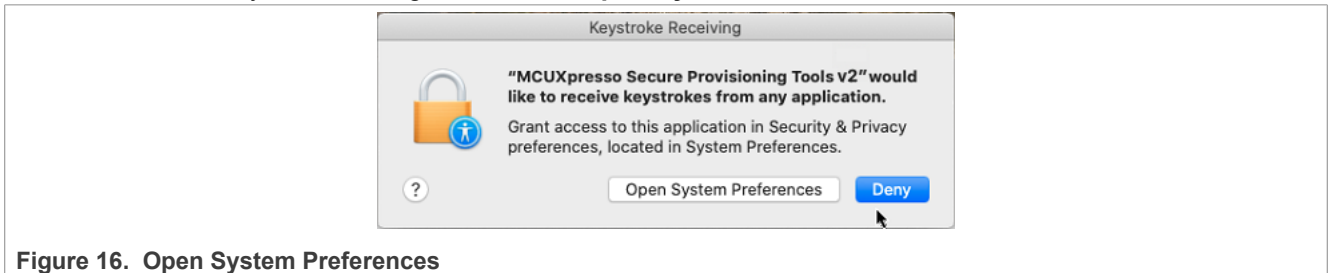 Keystroke Receiving
“MCUXpresso Secure Provisioning Tools v2” would
like to receive keystrokes from any application.
Grant access to this application in Security & Privacy
preferences, located in System Preferences.
?
Open System Preferences
Deny
Figure 16. Open System Preferences